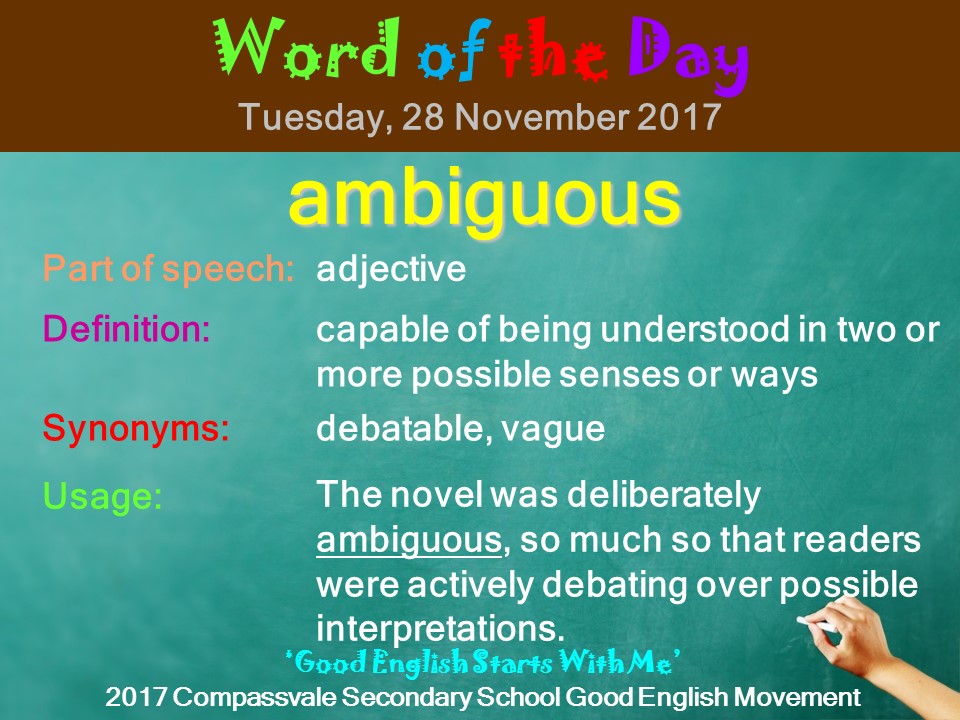 Word of the Day
Tuesday, 28 November 2017
ambiguous
Part of speech: adjective
Definition: capable of being understood in two or
more possible senses or ways
Synonyms: debatable, vague
Usage: The novel was deliberately
ambiguous, so much so that readers
were actively debating over possible
interpretations.
‘Good English Starts With Me’
2017 Compassvale Secondary School Good English Movement